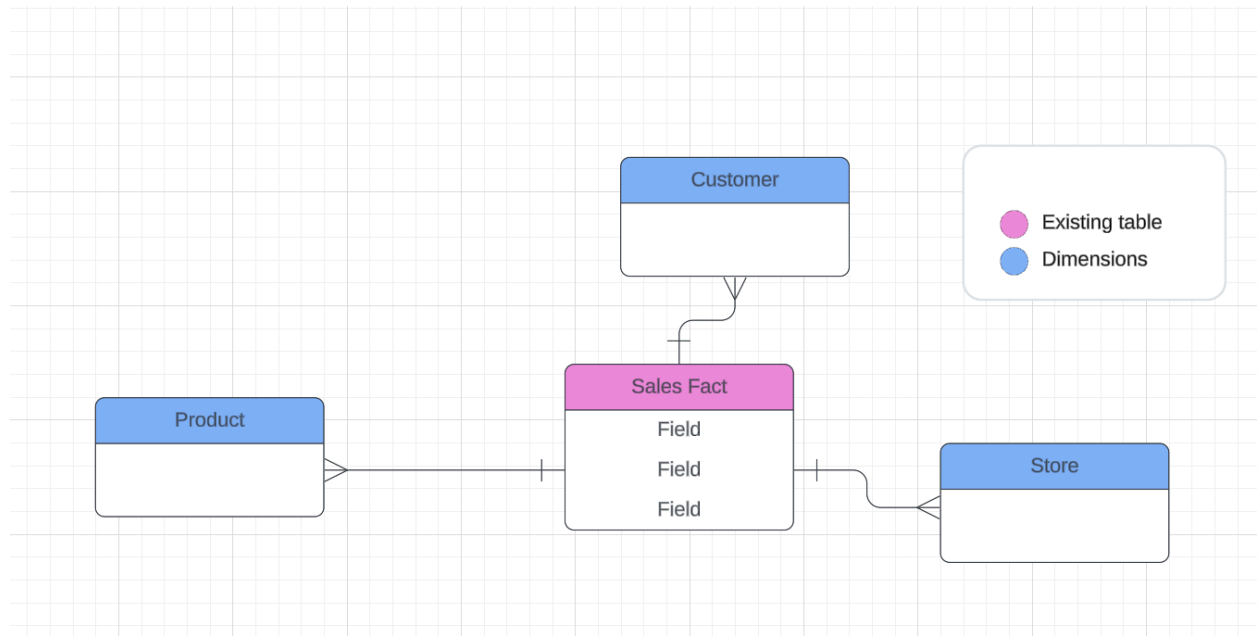 Customer
Existing table
Dimensions
Sales Fact
Field
Field
Field
Product
Store